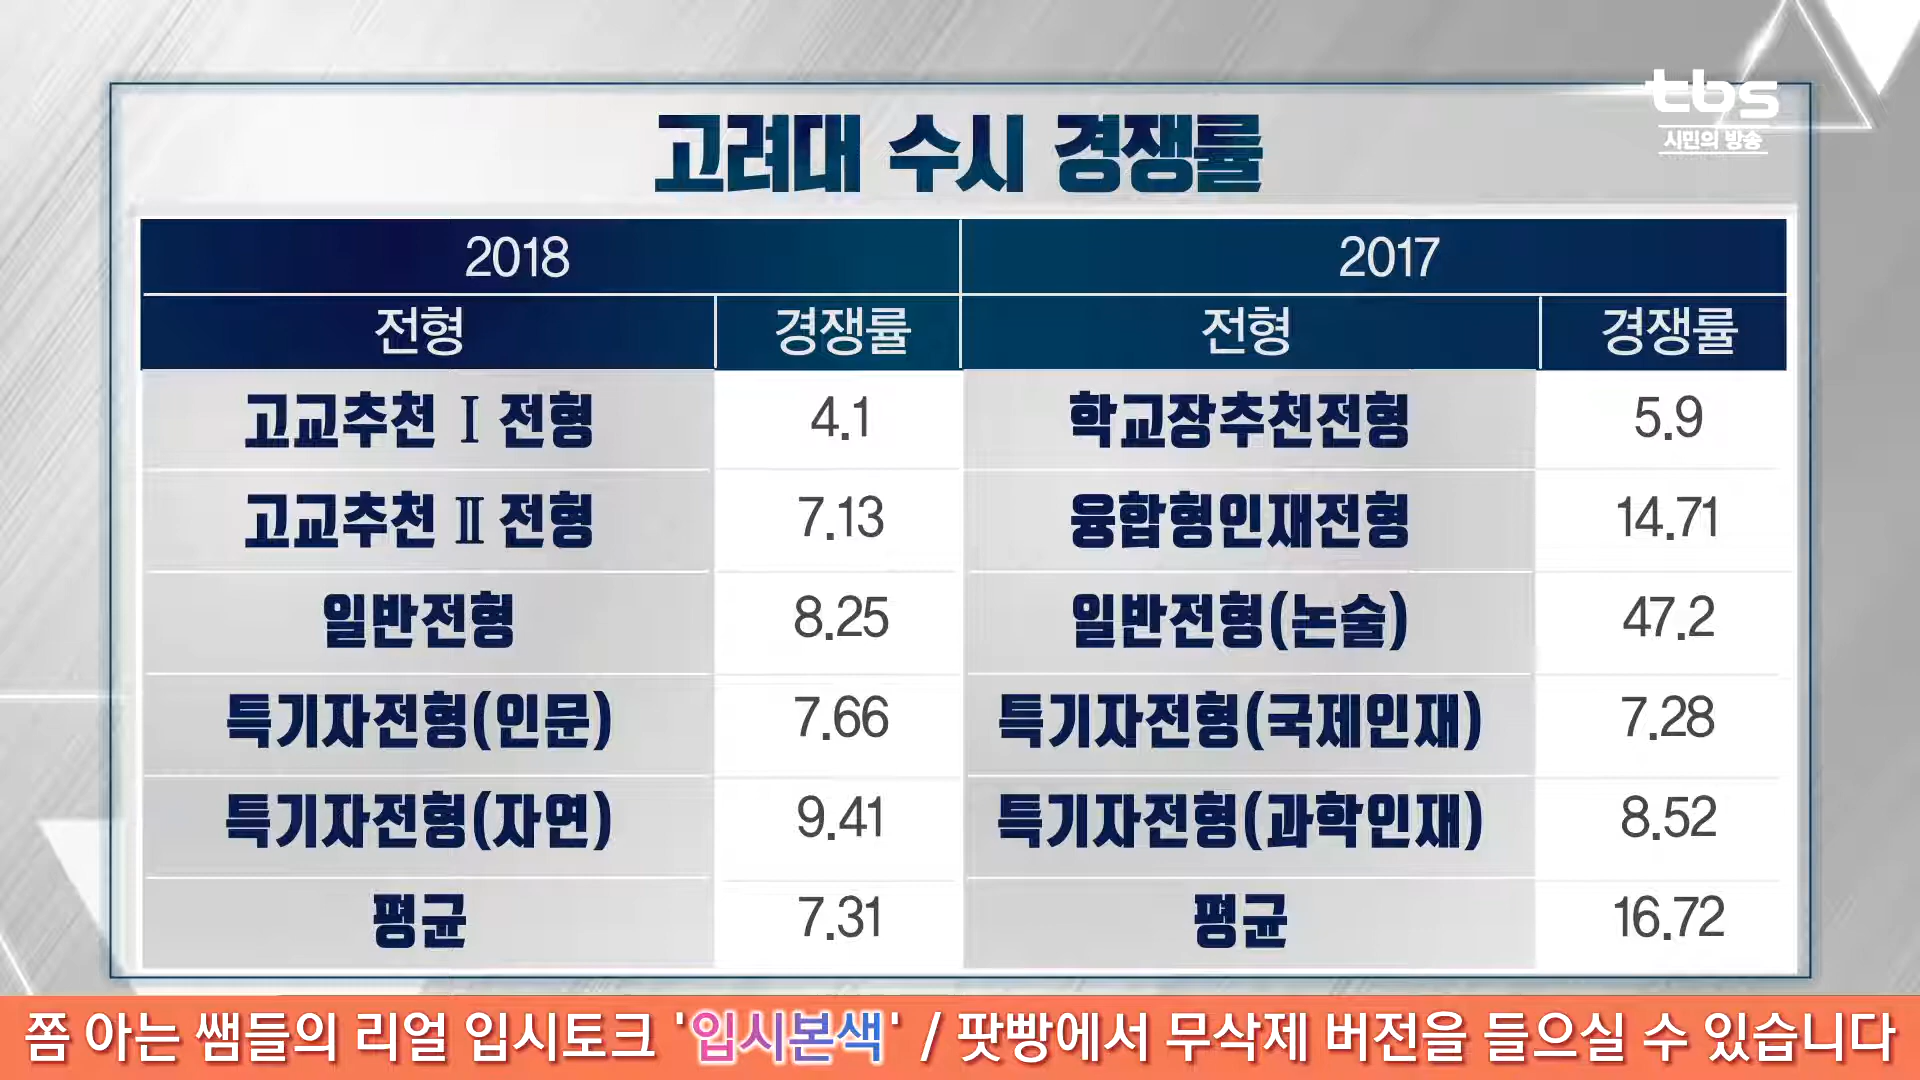 tbs
시민의 방송
고려대 수시 경쟁률
2018 2017
전형 경쟁률 전형 경쟁률
고교추천 Ⅰ 전형 4.1 학교장추천전형 5.9
고교추천 Ⅱ 전형 7.13 융합형인재전형 14.71
일반전형 8.25 일반전형(논술) 47.2
특기자전형(인문) 7.66 특기자전형(국제인재) 7.28
특기자전형(자연) 9.41 특기자전형(과학인재) 8.52
평균 7.31 평균 16.72
쫌 아는 쌤들의 리얼 입시토크 '입시본색' / 팟빵에서 무삭제 버전을 들으실 수 있습니다